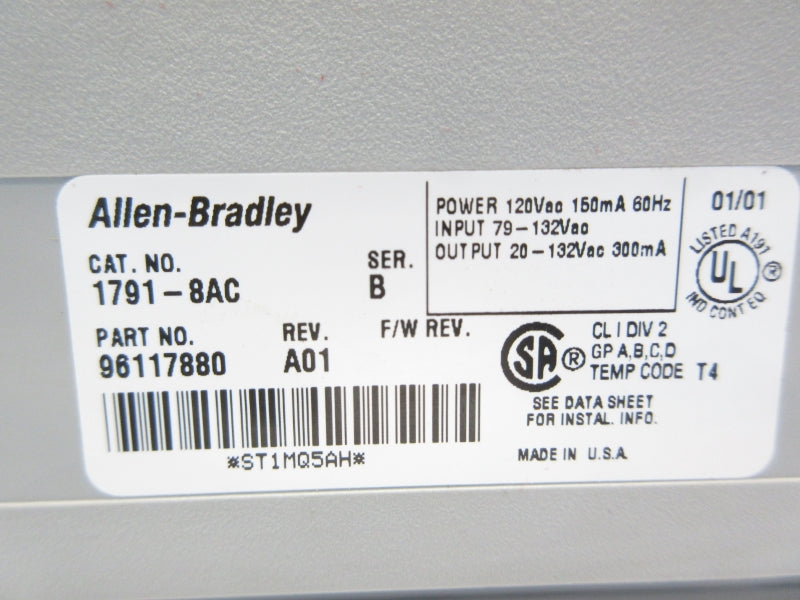 Allen-Bradley
CAT. NO.
1791-8AC
SER.
B
POWER 120Vac 150mA 60Hz
INPUT 79-132Vac
OUTPUT 20-132Vac 300mA
01/01
LISTED A197
UL ®
IND CONT EQ
PART NO.
96117880
REV.
A01
F/W REV.
SA ®
CL I DIV 2
GP A,B,C,D
TEMP CODE T4
SEE DATA SHEET
FOR INSTAL. INFO.
MADE IN U.S.A
*ST1MQ5AH*